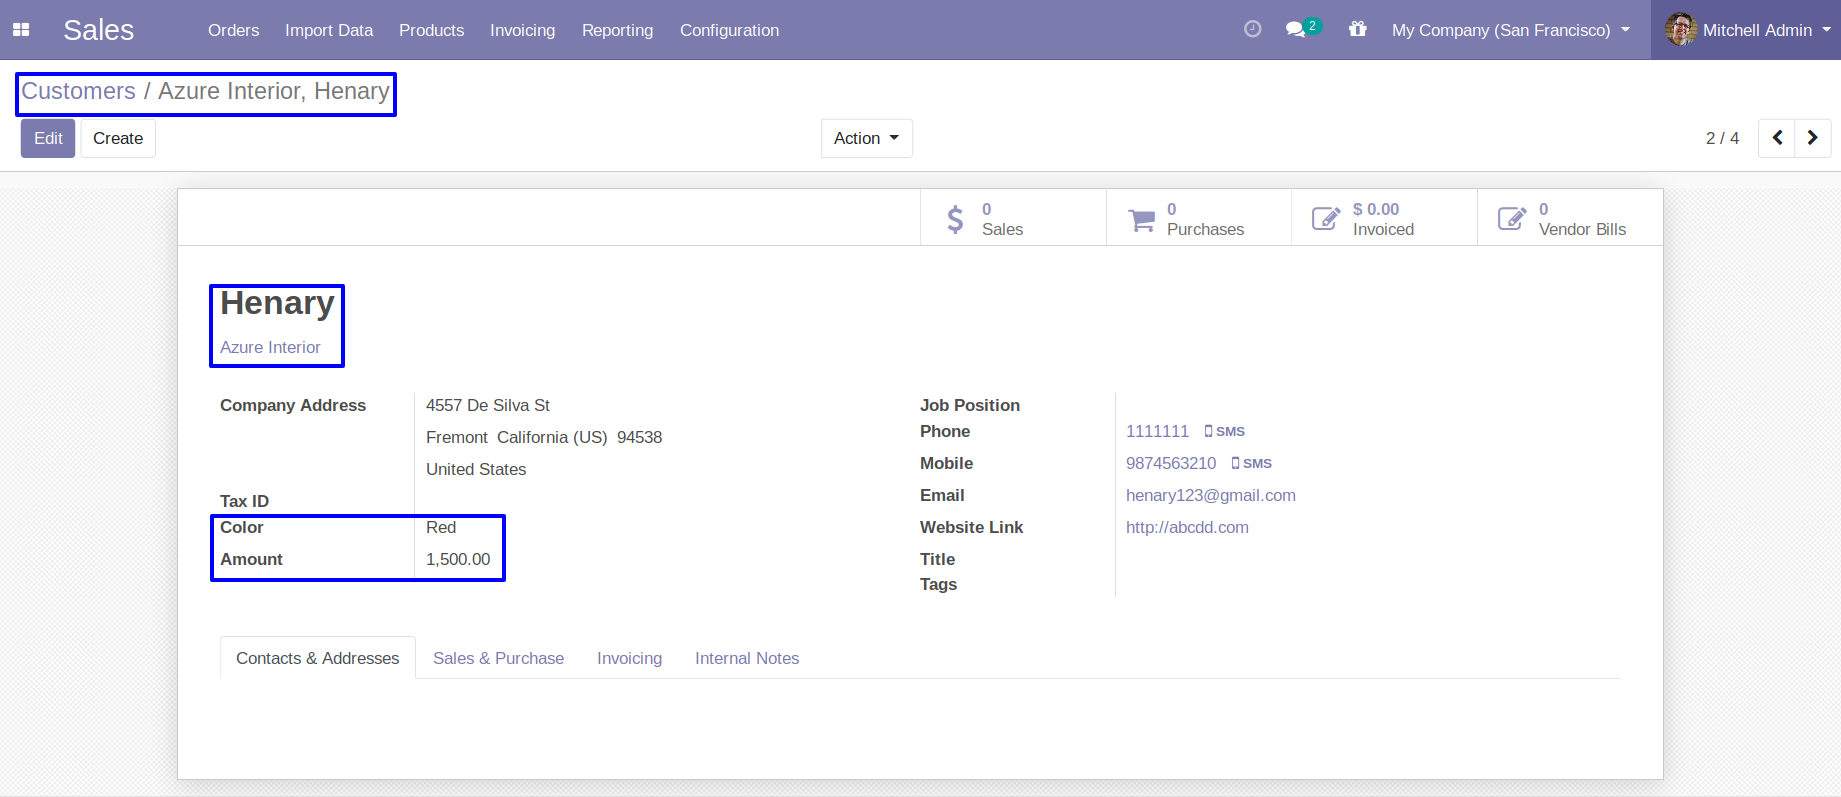 Sales Orders Import Data Products Invoicing Reporting Configuration 2 My Company (San Francisco) Mitchell Admin
Customers / Azure Interior, Henary
Edit Create Action 2 / 4
0 0 $ 0.00 0
Sales Purchases Invoiced Vendor Bills
Henary
Azure Interior
Company Address 4557 De Silva St Job Position
Phone 1111111 SMS
Fremont California (US) 94538
Mobile 9874563210 SMS
United States
Tax ID Email henary123@gmail.com
Color Red Website Link http://abcdd.com
Amount 1,500.00 Title
Tags
Contacts & Addresses Sales & Purchase Invoicing Internal Notes